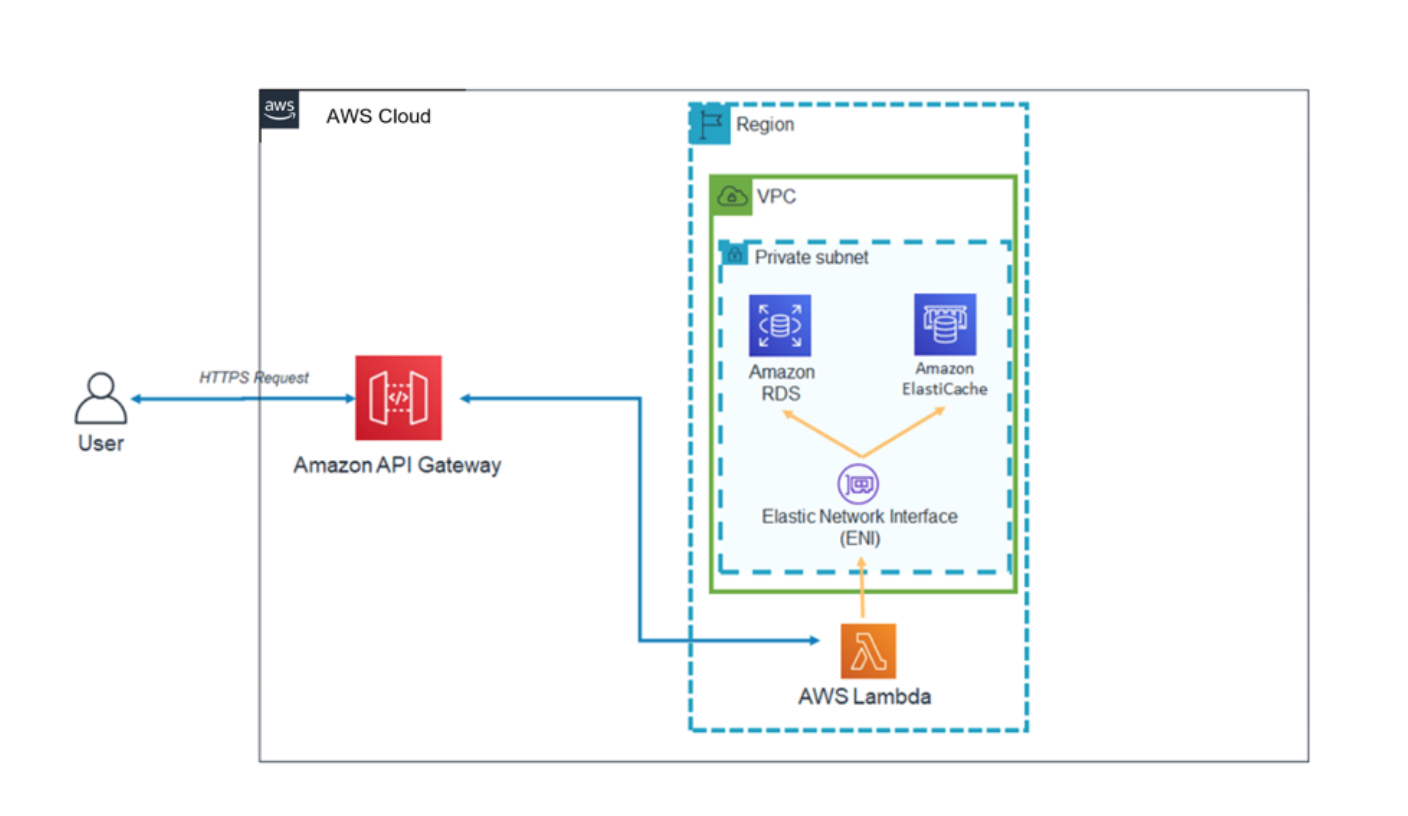 aws
AWS Cloud
Region
VPC
Private subnet
Amazon
RDS
Amazon
ElastiCache
HTTPS Request
User
Amazon API Gateway
Elastic Network Interface
(ENI)
AWS Lambda